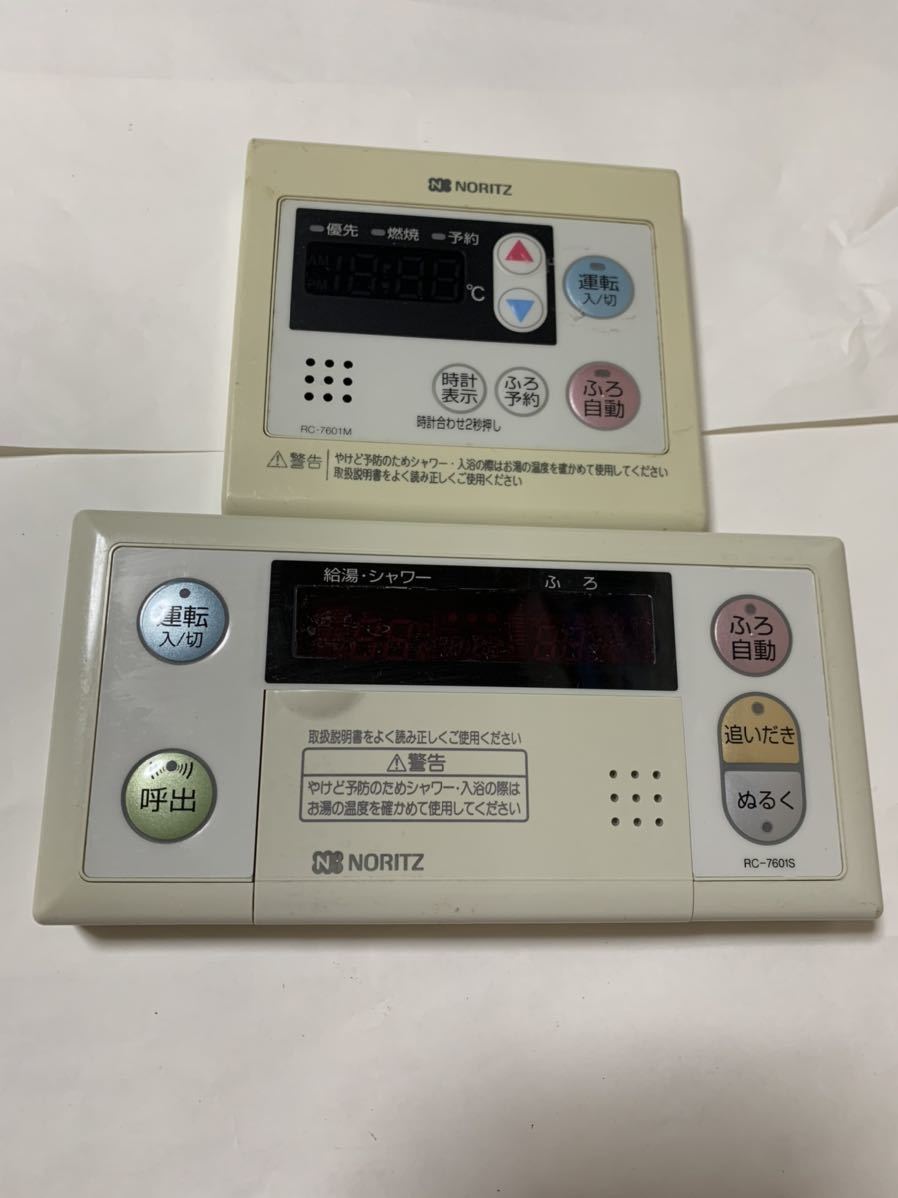 NORITZ
優先 燃焼 予約
AM
PM
℃
運転
入/切
時計
表示
ふろ
予約
ふろ
自動
時計合わせ2秒押し
RC-7601M
警告
やけど予防のためシャワー・入浴の際はお湯の温度を確かめて使用してください
取扱説明書をよく読み正しくご使用ください
給湯・シャワー ふろ
運転
入/切
呼出
取扱説明書をよく読み正しくご使用ください
警告
やけど予防のためシャワー・入浴の際は
お湯の温度を確かめて使用してください
NORITZ
ふろ
自動
追いだき
ぬるく
RC-7601S